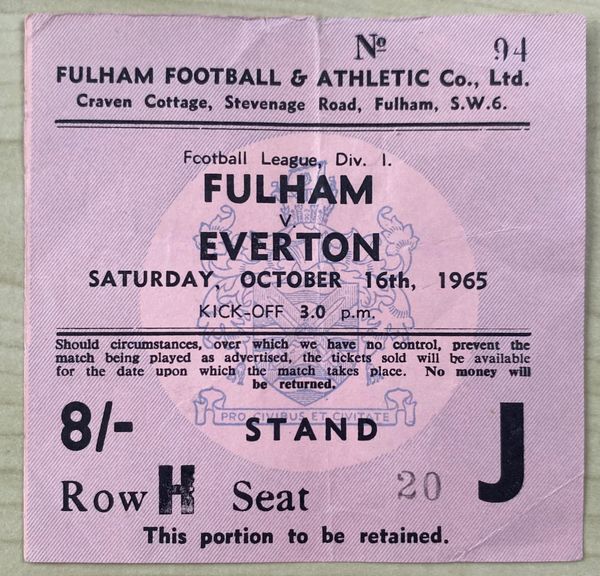 Nº 94
FULHAM FOOTBALL & ATHLETIC Co., Ltd.
Craven Cottage, Stevenage Road, Fulham, S.W.6.
Football League, Div. I.
FULHAM
v.
EVERTON
SATURDAY, OCTOBER 16th, 1965
KICK-OFF 3.0 p.m.
Should circumstances, over which we have no control, prevent the
match being played as advertised, the tickets sold will be available
for the date upon which the match takes place. No money will
be returned.
PRO CIVIBUS ET CIVITATE
8/- STAND J
Row H Seat 20
This portion to be retained.